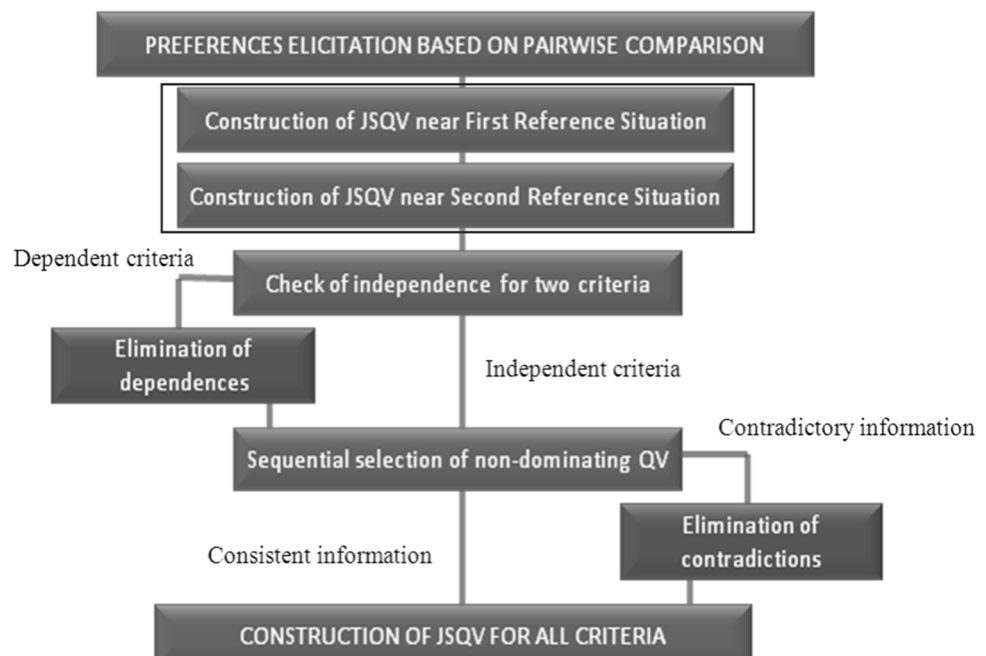 PREFERENCES ELICITATION BASED ON PAIRWISE COMPARISON
Construction of JSQV near First Reference Situation
Construction of JSQV near Second Reference Situation
Dependent criteria
Check of independence for two criteria
Elimination of
dependences
Independent criteria
Contradictory information
Sequential selection of non-dominating QV
Elimination of
contradictions
Consistent information
CONSTRUCTION OF JSQV FOR ALL CRITERIA